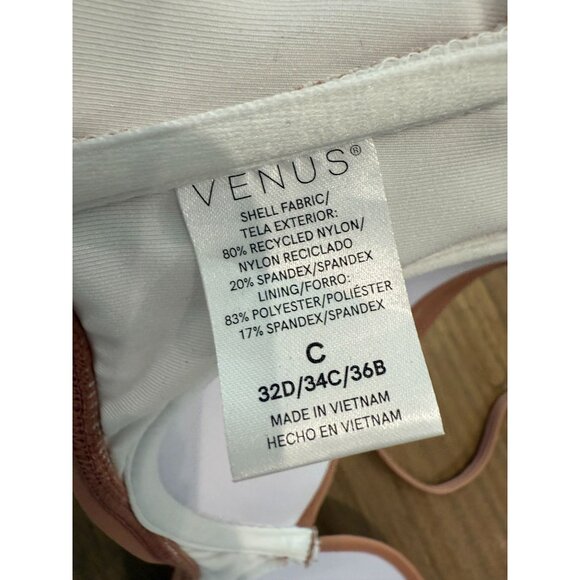 VENUS®
SHELL FABRIC/
TELA EXTERIOR:
80% RECYCLED NYLON/
NYLON RECICLADO
20% SPANDEX/SPANDEX
LINING/FORRO:
83% POLYESTER/POLIÉSTER
17% SPANDEX/SPANDEX
C
32D/34C/36B
MADE IN VIETNAM
HECHO EN VIETNAM